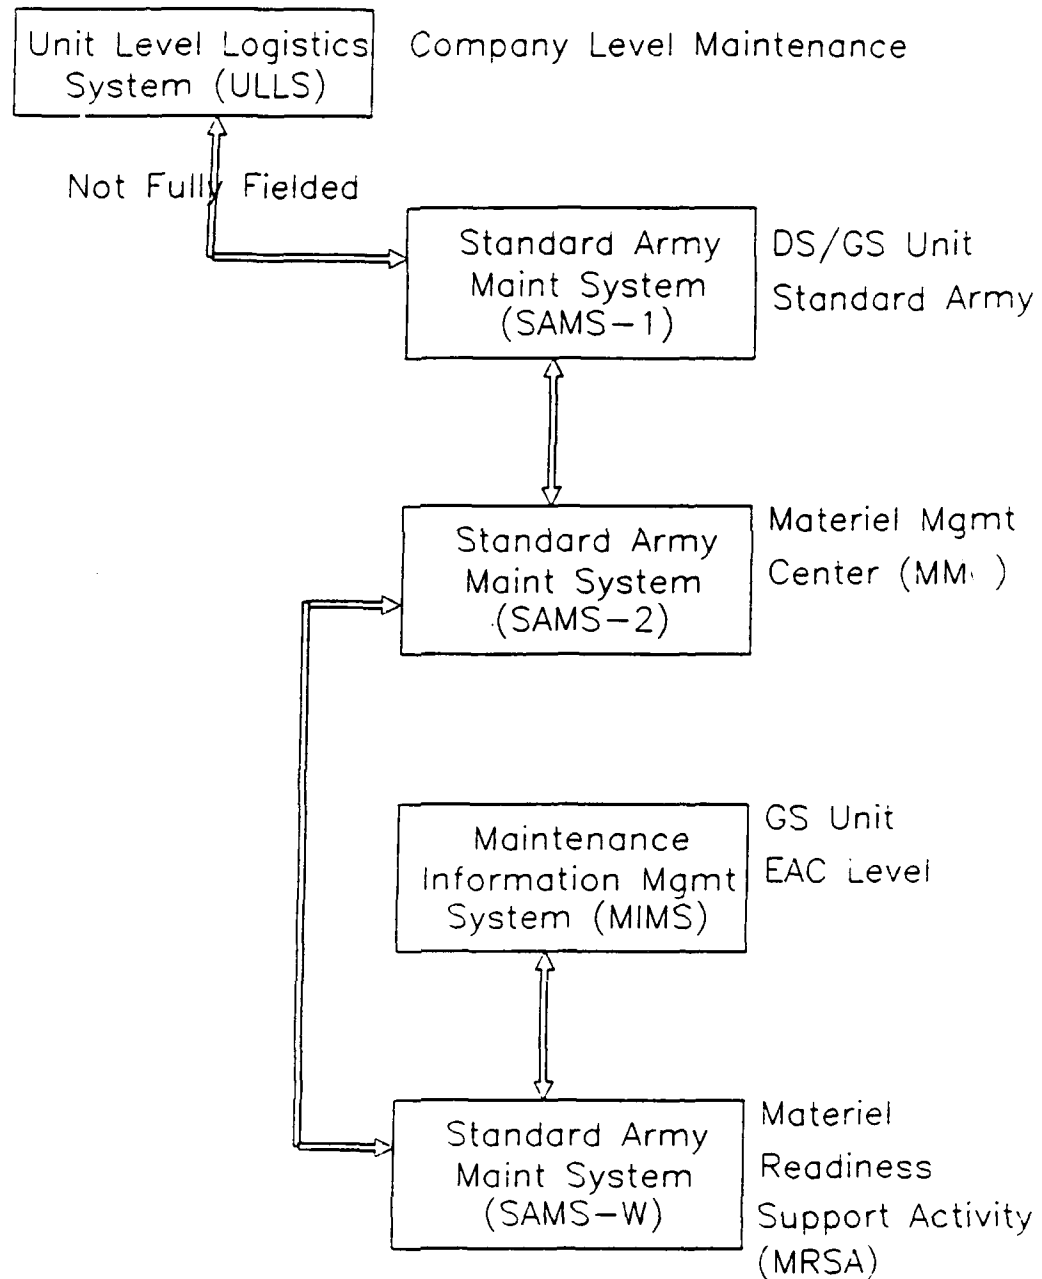 Unit Level Logistics
System (ULLS)
Company Level Maintenance
Not Fully Fielded
Standard Army
Maint System
(SAMS-1)
DS/GS Unit
Standard Army
Standard Army
Maint System
(SAMS-2)
Materiel Mgmt
Center
Maintenance
Information Mgmt
System (MIMS)
GS Unit
EAC Level
Standard Army
Maint System
(SAMS-W)
Materiel
Readiness
Support Activity
(MRSA)